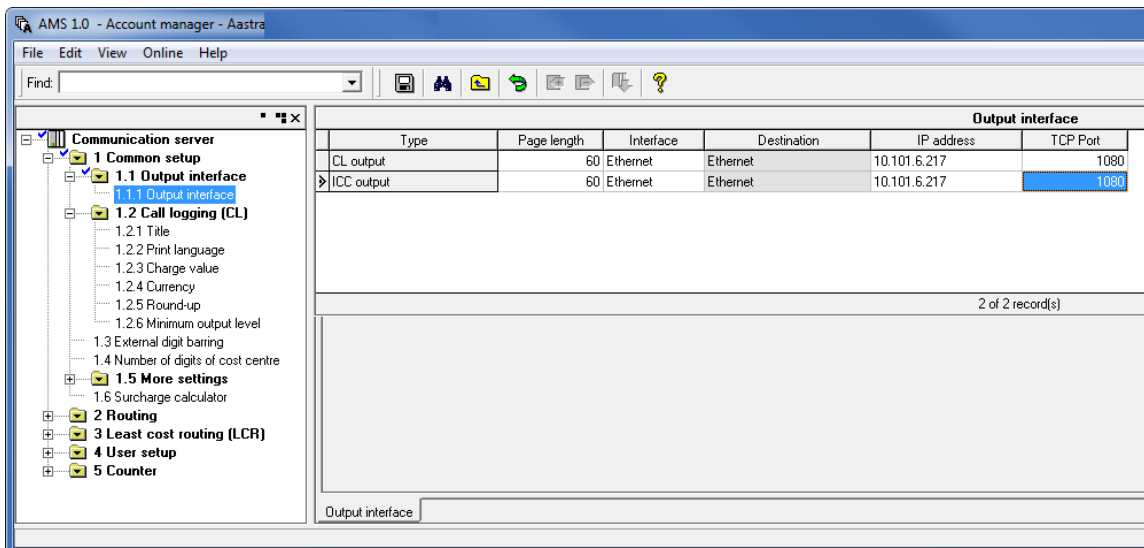 AMS 1.0 - Account manager - Aastra
File Edit View Online Help
Find:
Communication server
1 Common setup
1.1 Output interface
1.1.1 Output interface
1.2 Call logging (CL)
1.2.1 Title
1.2.2 Print language
1.2.3 Charge value
1.2.4 Currency
1.2.5 Round-up
1.2.6 Minimum output level
1.3 External digit barring
1.4 Number of digits of cost centre
1.5 More settings
1.6 Surcharge calculator
2 Routing
3 Least cost routing (LCR)
4 User setup
5 Counter
Output interface
Type Page length Interface Destination IP address TCP Port
CL output 60 Ethernet Ethernet 10.101.6.217 1080
ICC output 60 Ethernet Ethernet 10.101.6.217 1080
2 of 2 record(s)
Output interface